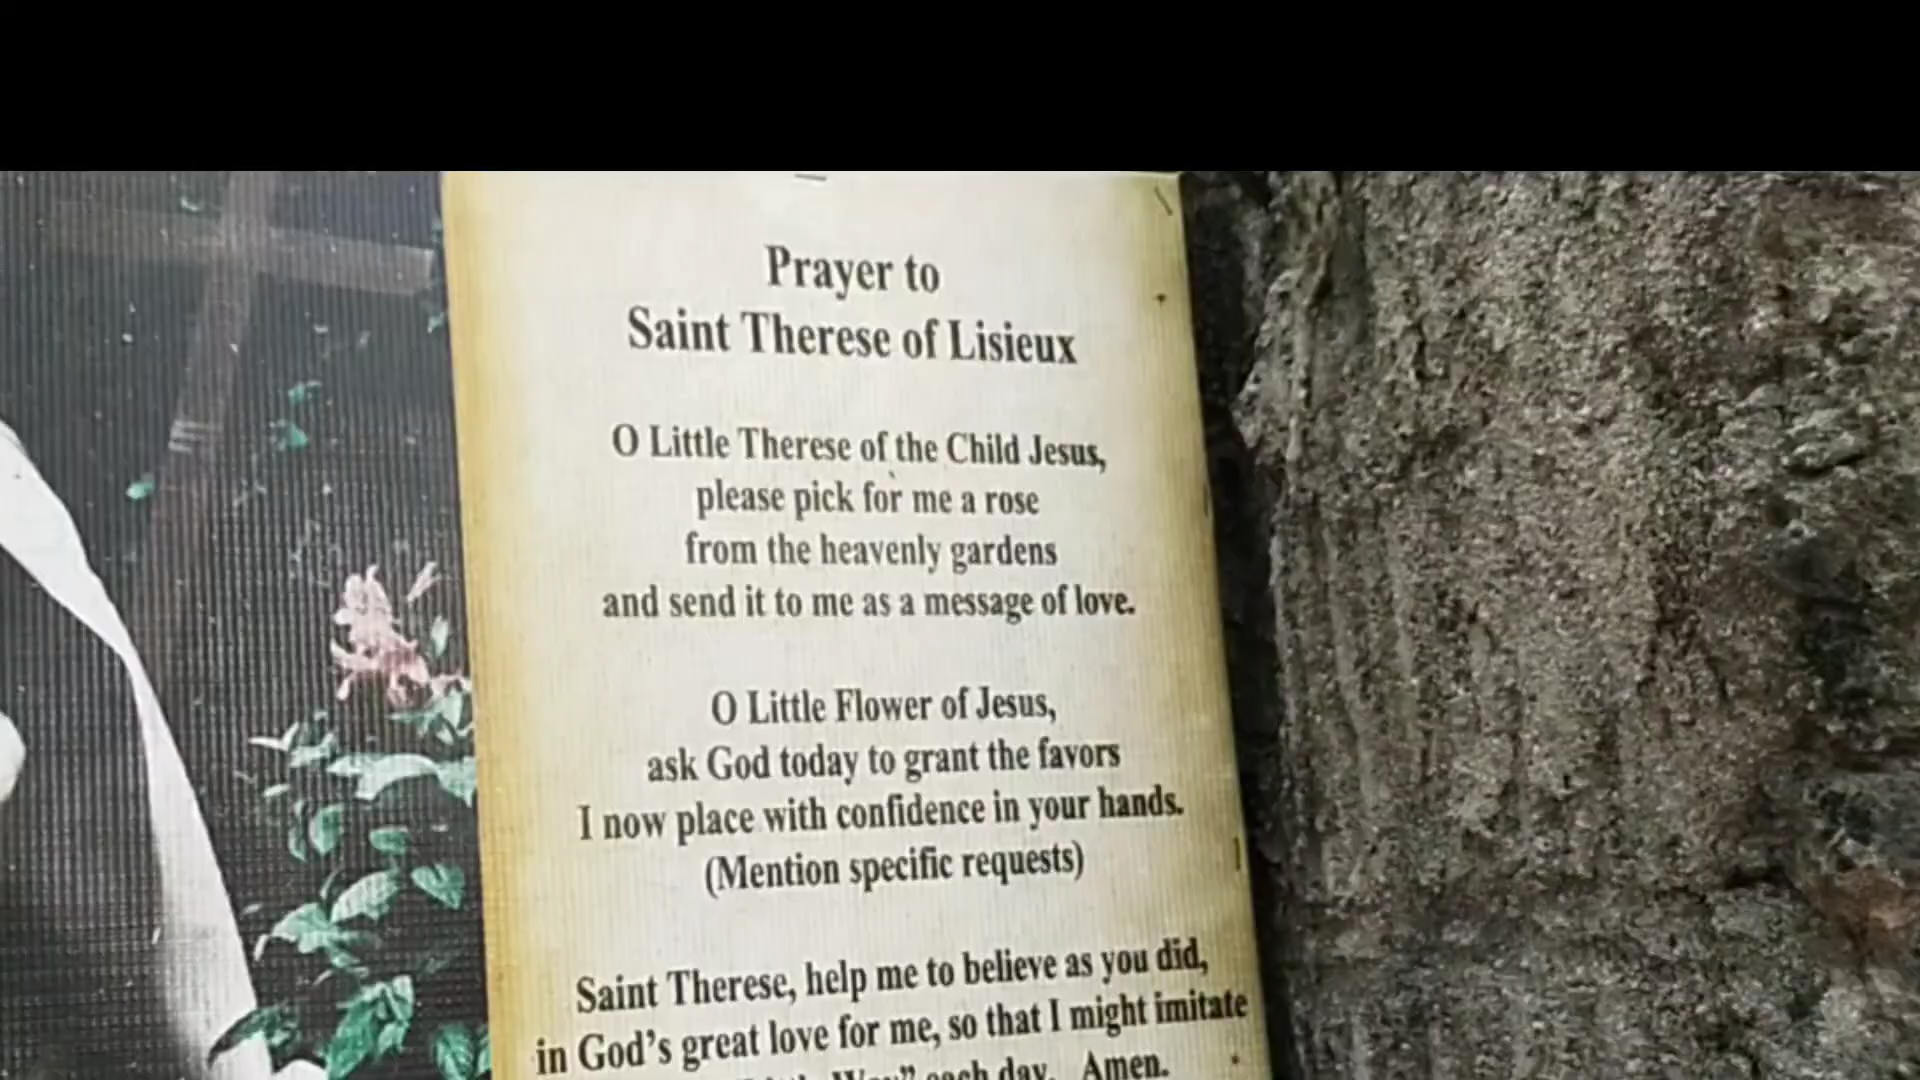 Prayer to
Saint Therese of Lisieux
O Little Therese of the Child Jesus,
please pick for me a rose
from the heavenly gardens
and send it to me as a message of love.
O Little Flower of Jesus,
ask God today to grant the favors
I now place with confidence in your hands.
(Mention specific requests)
Saint Therese, help me to believe as you did,
in God's great love for me, so that I might imitate
Way" each day. Amen.